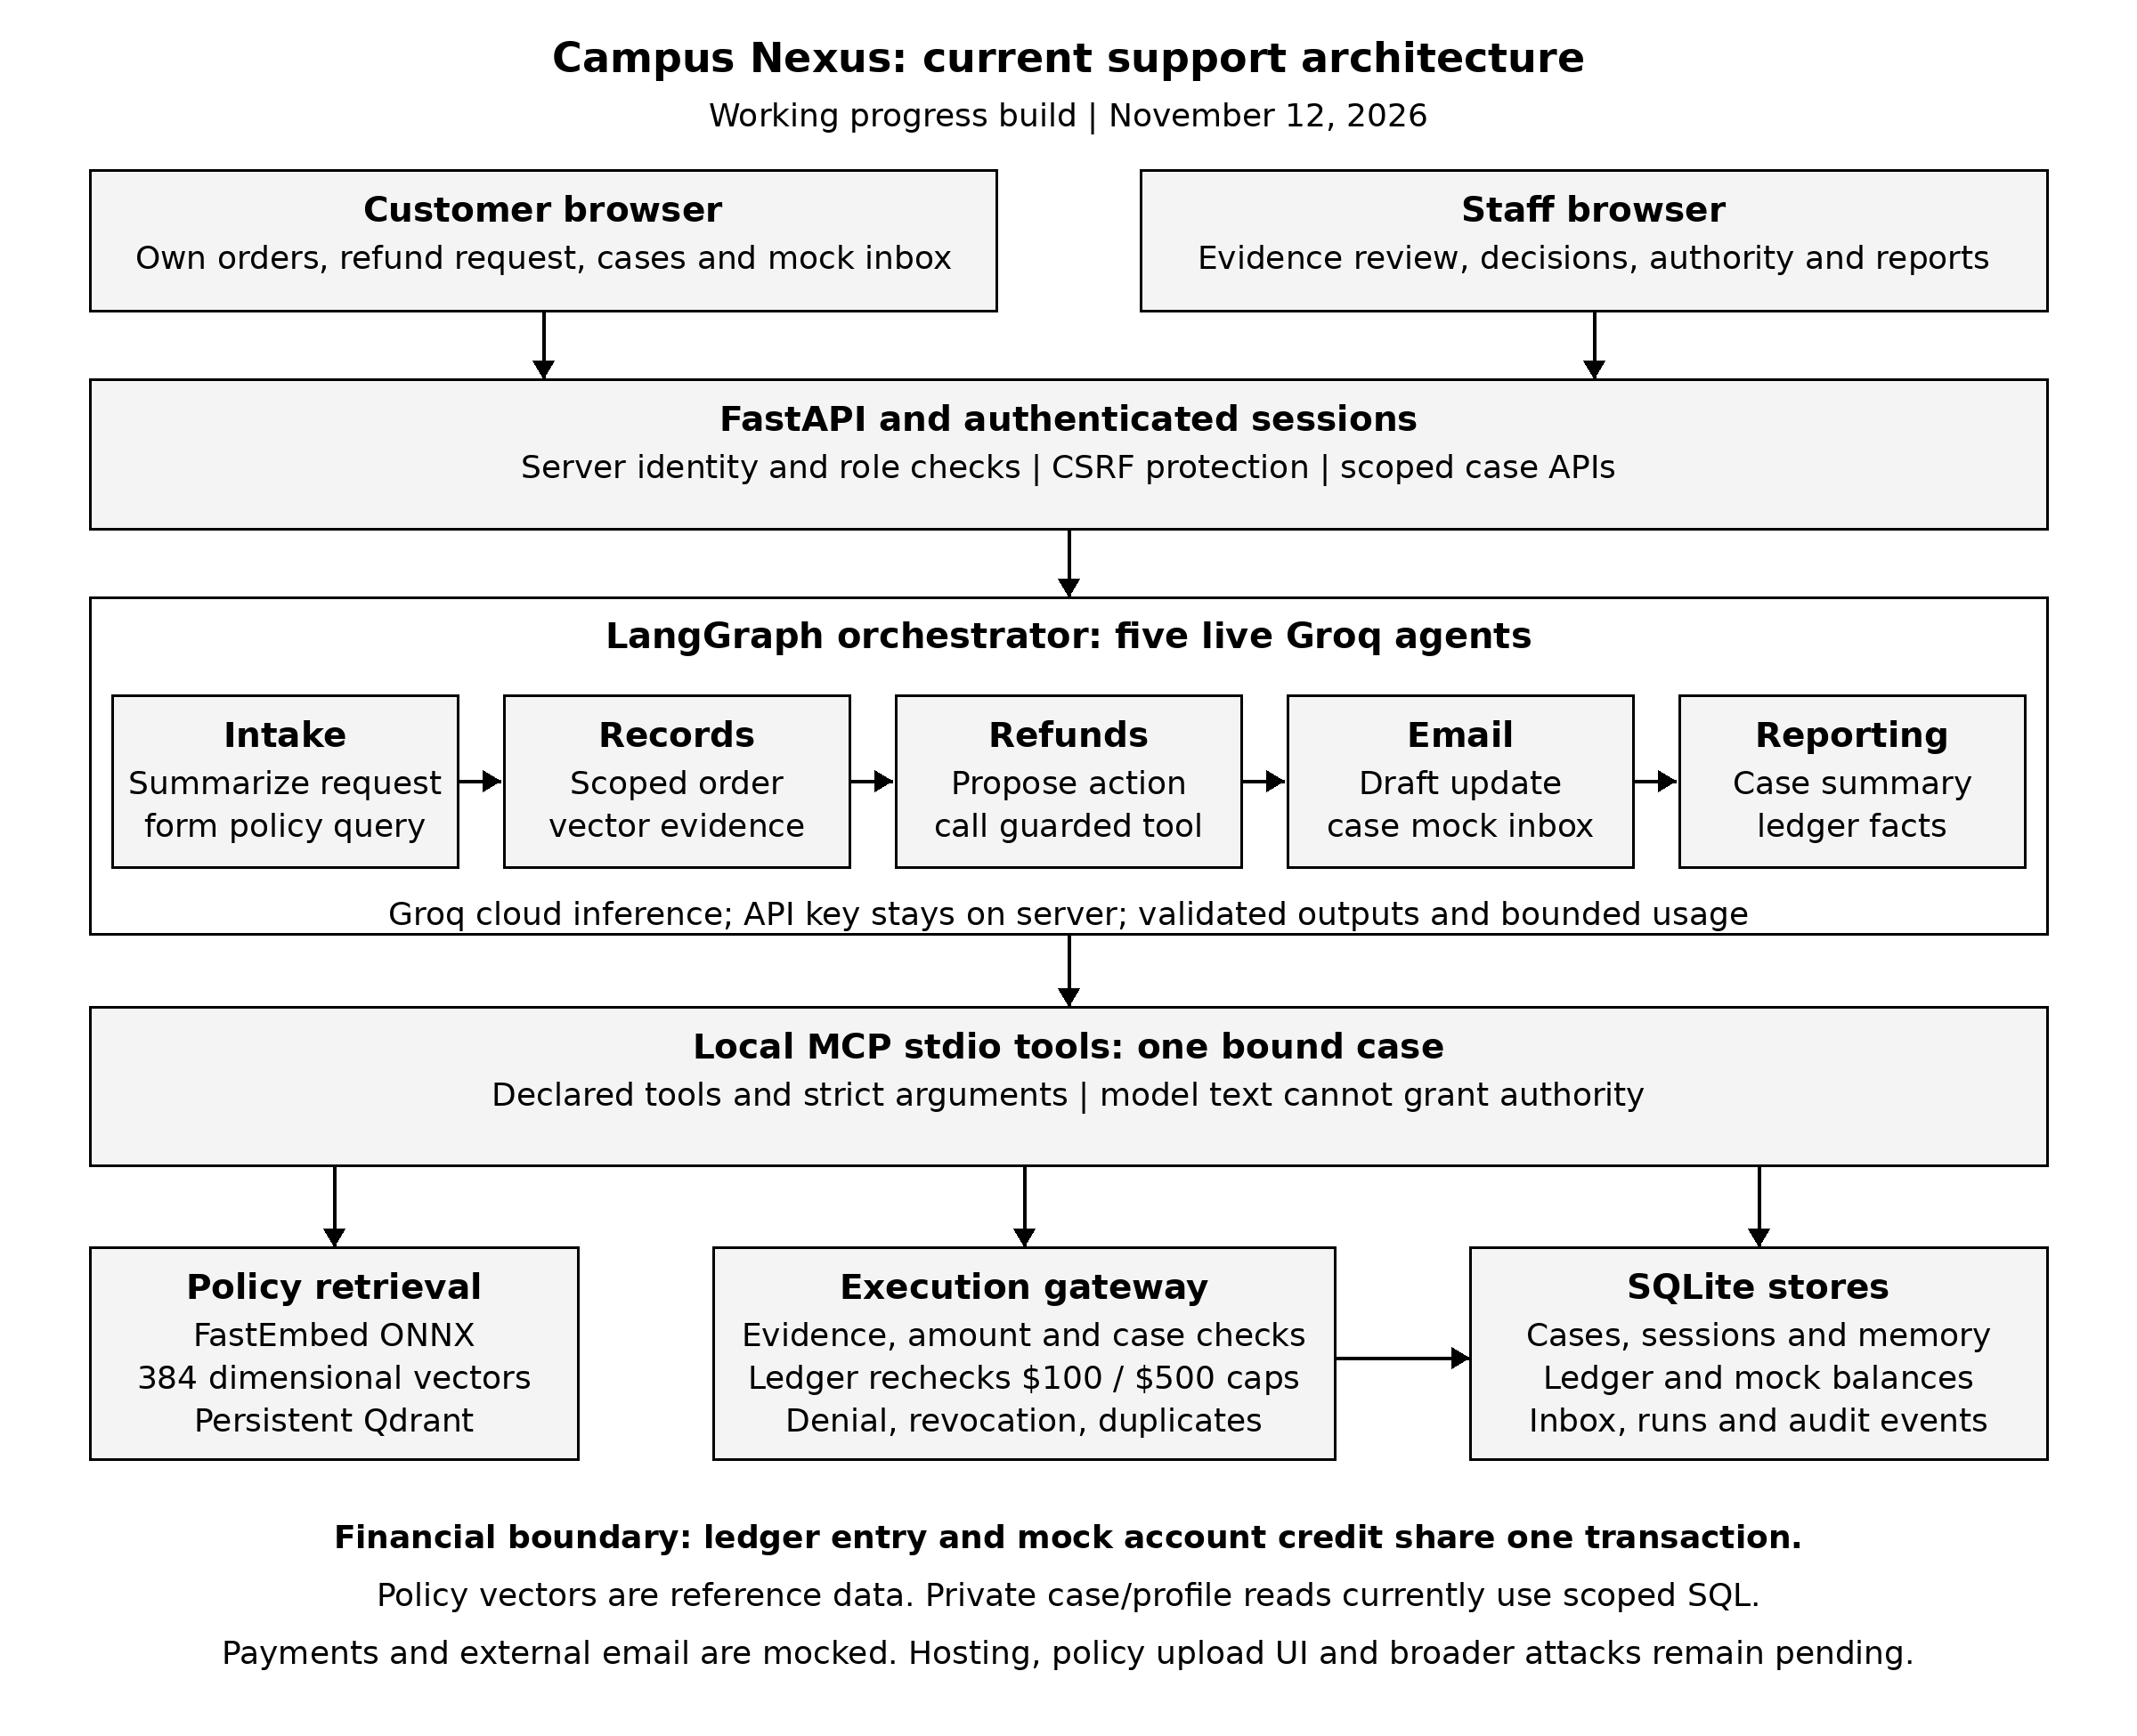 Campus Nexus: current support architecture
Working progress build | November 12, 2026
Customer browser
Own orders, refund request, cases and mock inbox
Staff browser
Evidence review, decisions, authority and reports
FastAPI and authenticated sessions
Server identity and role checks | CSRF protection | scoped case APIs
LangGraph orchestrator: five live Groq agents
Intake
Summarize request
form policy query
Records
Scoped order
vector evidence
Refunds
Propose action
call guarded tool
Email
Draft update
case mock inbox
Reporting
Case summary
ledger facts
Groq cloud inference; API key stays on server; validated outputs and bounded usage
Local MCP stdio tools: one bound case
Declared tools and strict arguments | model text cannot grant authority
Policy retrieval
FastEmbed ONNX
384 dimensional vectors
Persistent Qdrant
Execution gateway
Evidence, amount and case checks
Ledger rechecks $100 / $500 caps
Denial, revocation, duplicates
SQLite stores
Cases, sessions and memory
Ledger and mock balances
Inbox, runs and audit events
Financial boundary: ledger entry and mock account credit share one transaction.
Policy vectors are reference data. Private case/profile reads currently use scoped SQL.
Payments and external email are mocked. Hosting, policy upload UI and broader attacks remain pending.